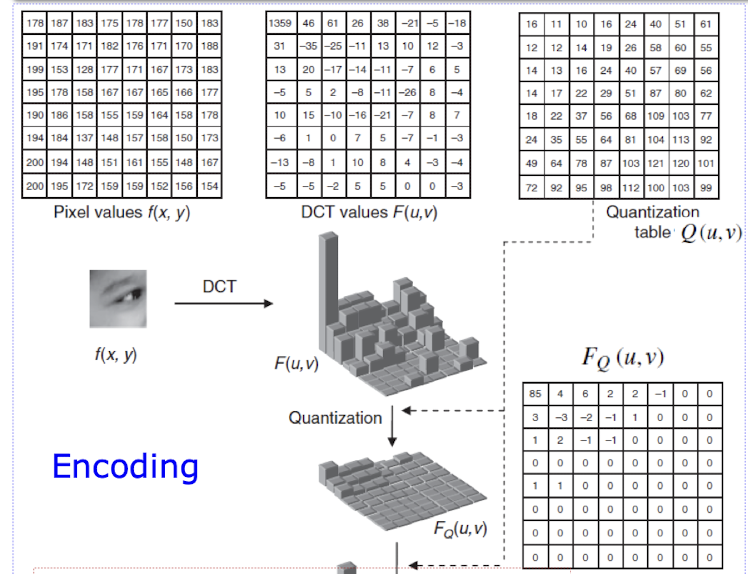 178 187 183 175 178 177 150 183
191 174 171 182 176 171 170 188
199 153 128 177 171 167 173 183
195 178 158 167 167 165 166 177
190 186 158 155 159 164 158 178
194 184 137 148 157 158 150 173
200 194 148 151 161 155 148 167
200 195 172 159 159 152 156 154
Pixel values f(x, y)
1359 46 61 26 38 −21 −5 −18
31 −35 −25 −11 13 10 12 −3
13 20 −17 −14 −11 −7 6 5
−5 5 2 −8 −11 −26 8 −4
10 15 −10 −16 −21 −7 8 7
−6 1 0 7 5 −7 −1 −3
−13 −8 1 10 8 4 −3 −4
−5 −5 −2 5 5 0 0 −3
DCT values F(u,v)
16 11 10 16 24 40 51 61
12 12 14 19 26 58 60 55
14 13 16 24 40 57 69 56
14 17 22 29 51 87 80 62
18 22 37 56 68 109 103 77
24 35 55 64 81 104 113 92
49 64 78 87 103 121 120 101
72 92 95 98 112 100 103 99
Quantization
table Q(u,v)
DCT
f(x, y)
F(u,v)
Quantization
F_Q (u,v)
85 4 6 2 2 −1 0 0
3 −3 −2 −1 1 0 0 0
1 2 −1 −1 0 0 0 0
0 0 0 0 0 0 0 0
1 1 0 0 0 0 0 0
0 0 0 0 0 0 0 0
0 0 0 0 0 0 0 0
0 0 0 0 0 0 0 0
Encoding
F_Q(u,v)